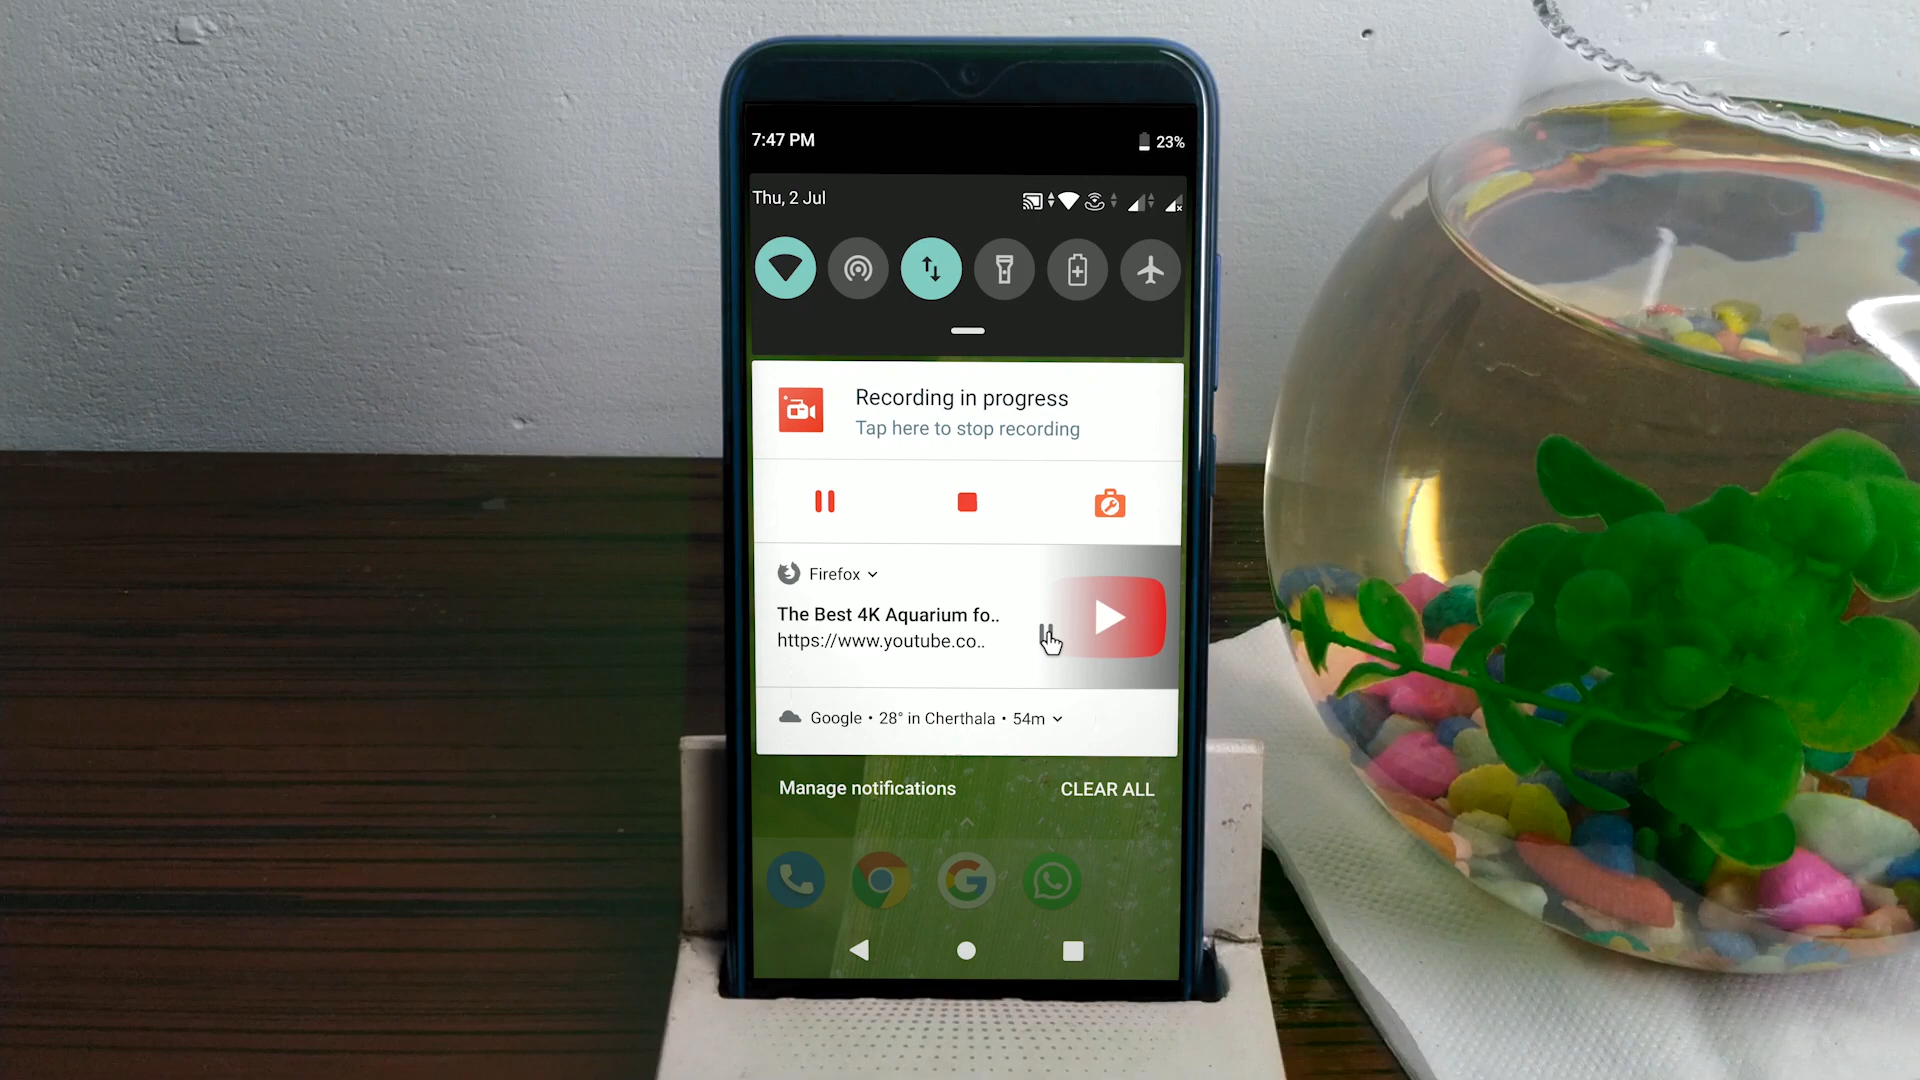 7:47 PM
23%
Thu, 2 Jul
Recording in progress
Tap here to stop recording
Firefox
The Best 4K Aquarium fo..
https://www.youtube.co..
Google • 28° in Cherthala • 54m
Manage notifications
CLEAR ALL